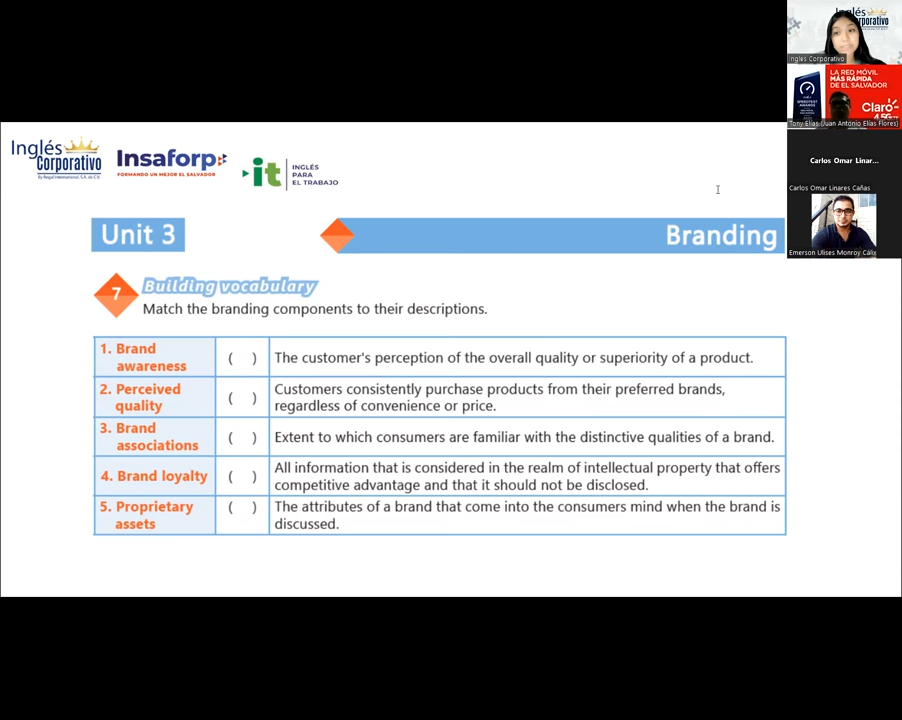 Inglés
Corporativo
By Regal International, S.A. de C.V.
Insaforp
FORMANDO UN MEJOR EL SALVADOR
it
INGLÉS
PARA
EL TRABAJO
Unit 3
Branding
7
Building vocabulary
Match the branding components to their descriptions.
1. Brand
awareness
( )
The customer's perception of the overall quality or superiority of a product.
2. Perceived
quality
( )
Customers consistently purchase products from their preferred brands,
regardless of convenience or price.
3. Brand
associations
( )
Extent to which consumers are familiar with the distinctive qualities of a brand.
4. Brand loyalty
( )
All information that is considered in the realm of intellectual property that offers
competitive advantage and that it should not be disclosed.
5. Proprietary
assets
( )
The attributes of a brand that come into the consumers mind when the brand is
discussed.
Inglés
Corporativo
Ingles Corporativo
LA RED MÓVIL
MÁS RÁPIDA
DE EL SALVADOR
Claro
Tony Elías (Juan Antonio Elías Flores)
Carlos Omar Linar...
Carlos Omar Linares Cañas
Emerson Ulises Monroy Cálix